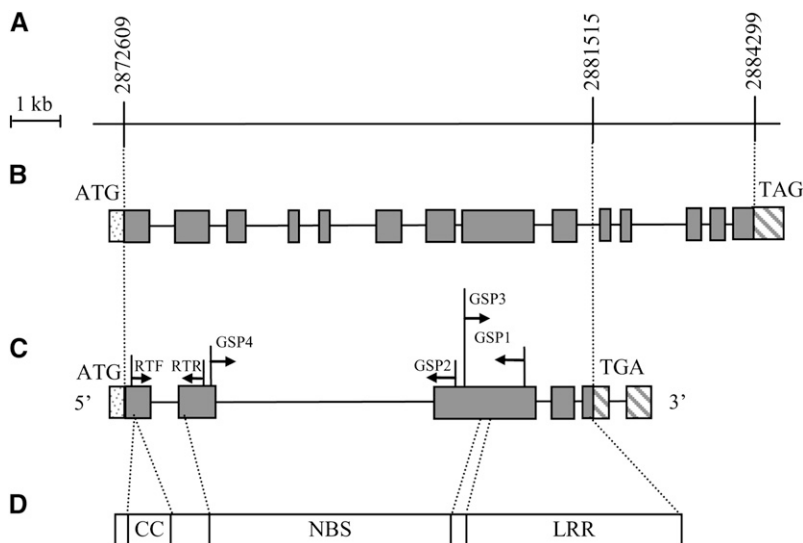 A
2872609
2881515
2884299
1 kb
B
ATG
TAG
GSP3
C
RTF
RTR
GSP4
GSP2
GSP1
ATG
TGA
5’
3’
D
CC
NBS
LRR